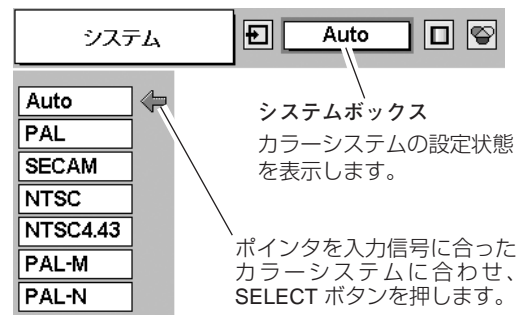 システム
Auto
システムボックス
カラーシステムの設定状態
を表示します。
Auto
PAL
SECAM
NTSC
NTSC4.43
PAL-M
PAL-N
ポインタを入力信号に合った
カラーシステムに合わせ、
SELECT ボタンを押します。